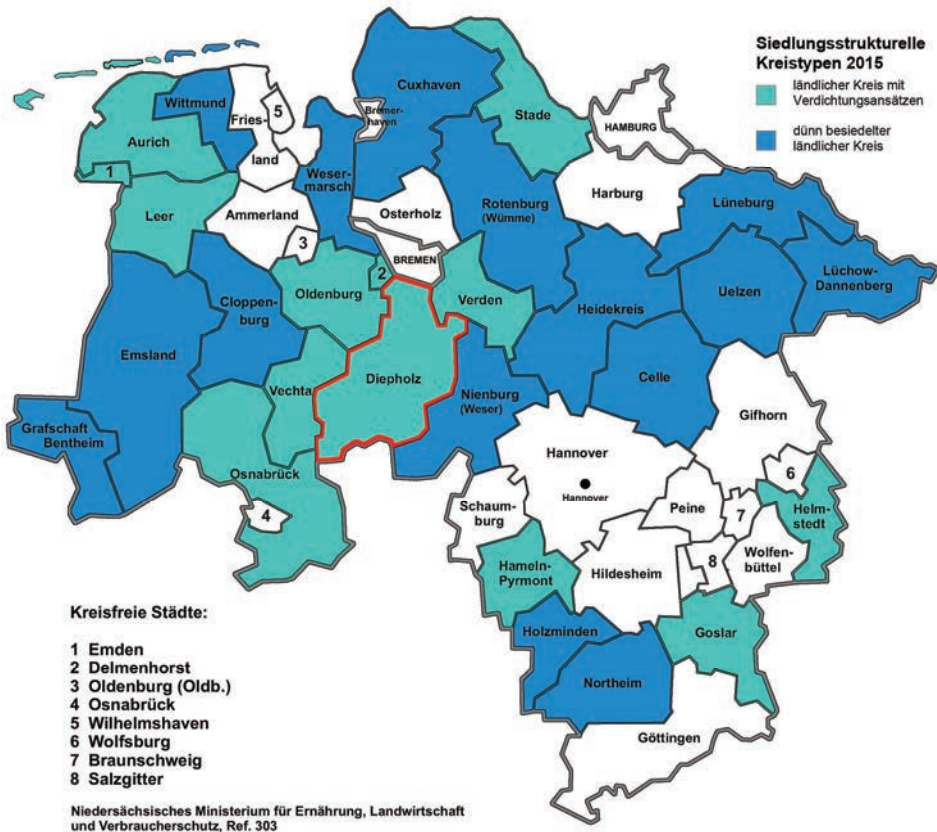 Siedlungsstrukturelle
Kreistypen 2015
ländlicher Kreis mit
Verdichtungsansätzen
dünn besiedelter
ländlicher Kreis
Cuxhaven
Wittmund
Fries-
land
5
Bremer-
haven
Stade
HAMBURG
Aurich
1
Weser-
marsch
Harburg
Leer
Ammerland
3
Osterholz
Rotenburg
(Wümme)
Lüneburg
BREMEN
2
Oldenburg
Verden
Lüchow-
Dannenberg
Uelzen
Cloppen-
burg
Heidekreis
Emsland
Vechta
Diepholz
Nienburg
(Weser)
Celle
Grafschaft
Bentheim
Gifhorn
Osnabrück
4
Hannover
Hannover
6
Schaum-
burg
Peine
7
Helm-
stedt
Hameln-
Pyrmont
Hildesheim
8
Wolfen-
büttel
Holzminden
Goslar
Northeim
Göttingen
Kreisfreie Städte:
1 Emden
2 Delmenhorst
3 Oldenburg (Oldb.)
4 Osnabrück
5 Wilhelmshaven
6 Wolfsburg
7 Braunschweig
8 Salzgitter
Niedersächsisches Ministerium für Ernährung, Landwirtschaft
und Verbraucherschutz, Ref. 303